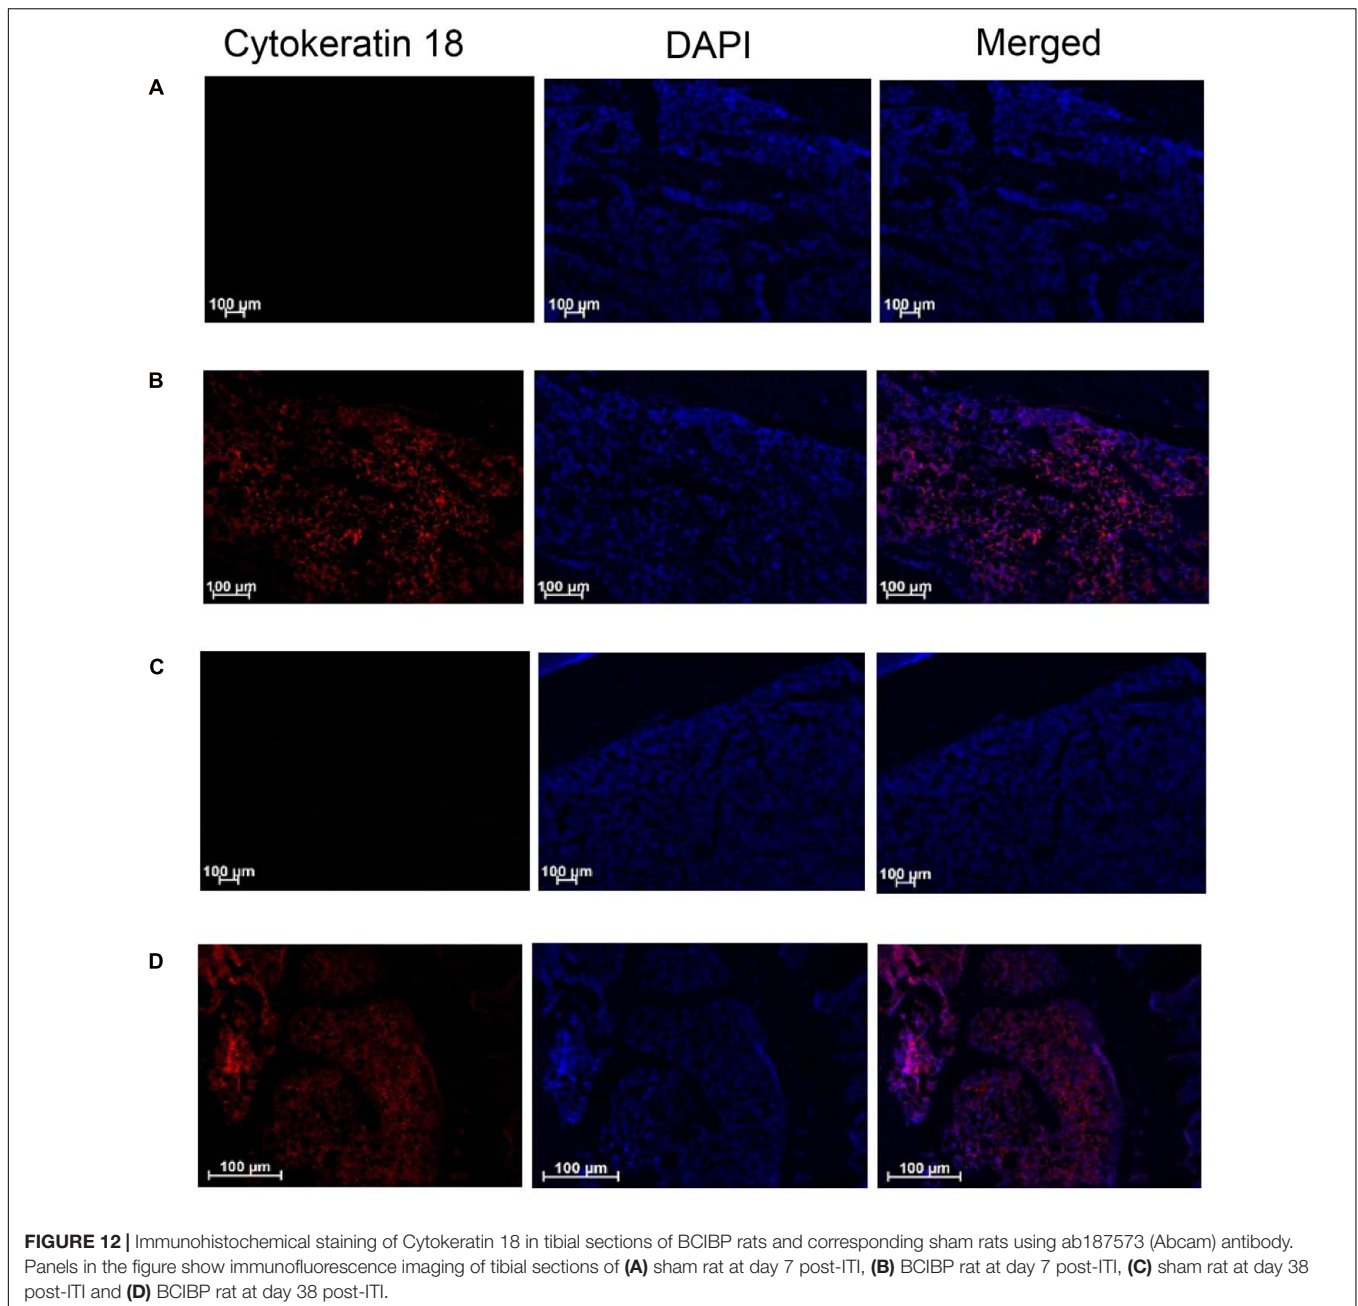 Cytokeratin 18 DAPI Merged
A
100 µm 100 µm 100 µm
B
100 µm 100 µm 100 µm
C
100 µm 100 µm 100 µm
D
100 µm 100 µm 100 µm
FIGURE 12 | Immunohistochemical staining of Cytokeratin 18 in tibial sections of BCIBP rats and corresponding sham rats using ab187573 (Abcam) antibody.
Panels in the figure show immunofluorescence imaging of tibial sections of (A) sham rat at day 7 post-ITI, (B) BCIBP rat at day 7 post-ITI, (C) sham rat at day 38
post-ITI and (D) BCIBP rat at day 38 post-ITI.